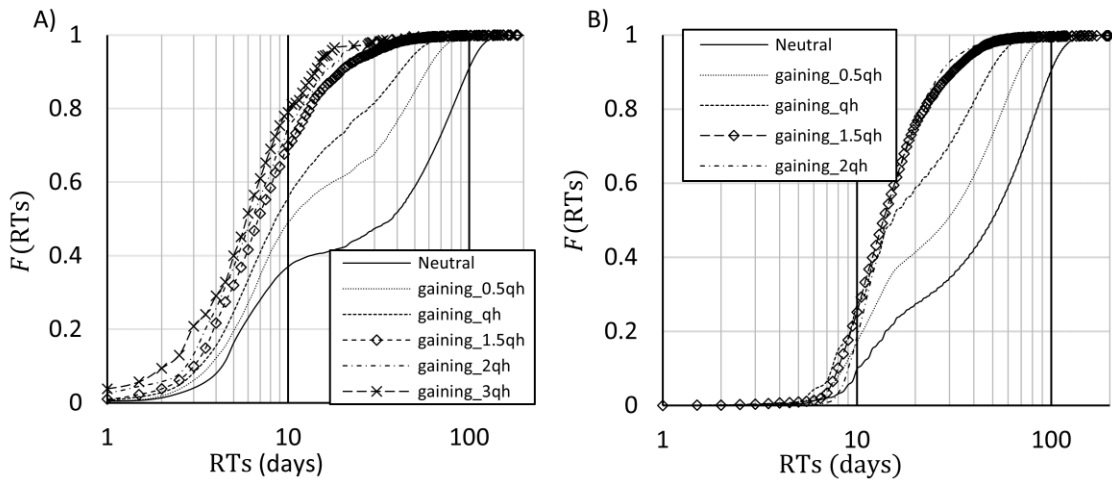 A)
1
0.8
0.6
0.4
0.2
0
F(RTs)
1
10
100
RTs (days)
Neutral
gaining_0.5qh
gaining_qh
gaining_1.5qh
gaining_2qh
gaining_3qh
B)
1
0.8
0.6
0.4
0.2
0
F(RTs)
1
10
100
RTs (days)
Neutral
gaining_0.5qh
gaining_qh
gaining_1.5qh
gaining_2qh